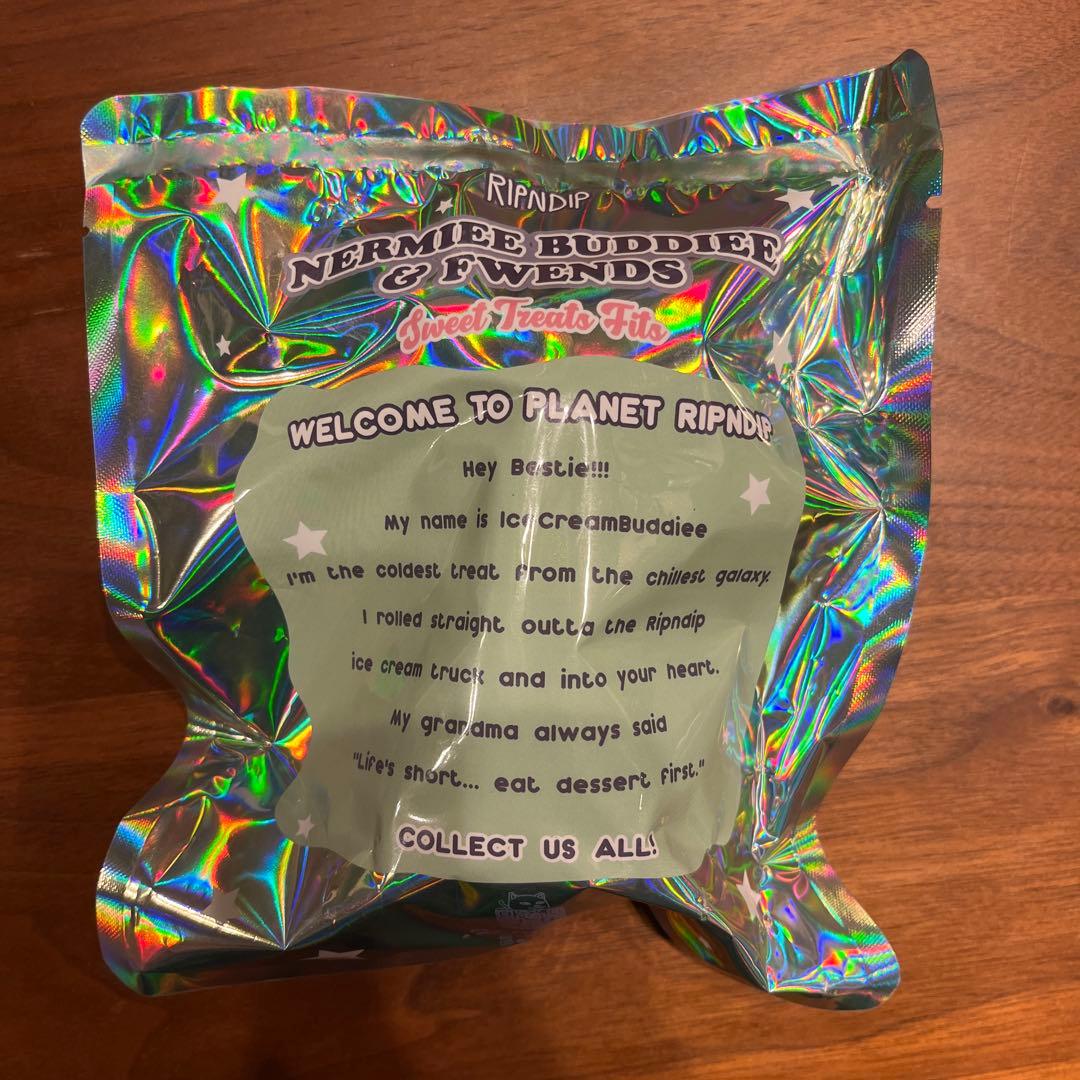 RIPNDIP
NERMIEE BUDDIEE
& FWENDS
Sweet Treats Fits
WELCOME TO PLANET RIPNDIP
Hey Bestie!!!
My name is IceCreamBuddiee
I'm the coldest treat from the chillest galaxy.
I rolled straight outta the Ripndip
ice cream truck and into your heart.
My grandma always said
"Life's short... eat dessert first."
COLLECT US ALL!